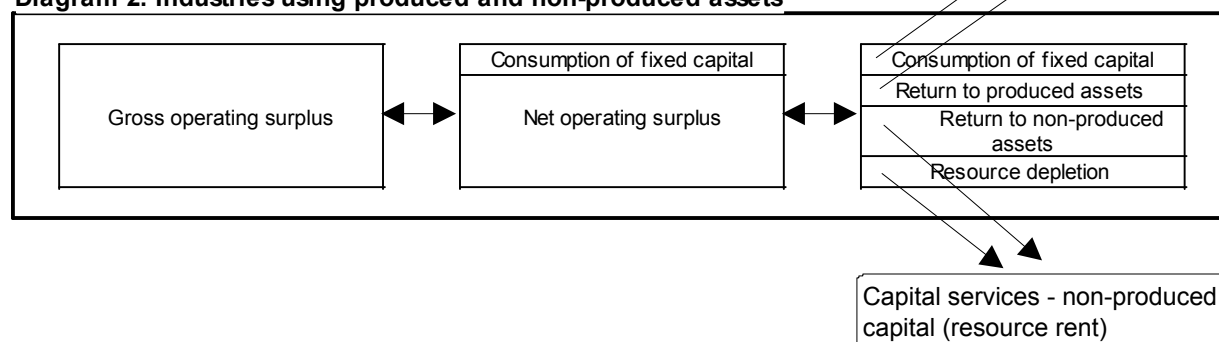 Diagram 2: Industries using produced and non-produced assets
Consumption of fixed capital
Consumption of fixed capital
Return to produced assets
Gross operating surplus
Net operating surplus
Return to non-produced
assets
Resource depletion
Capital services - non-produced
capital (resource rent)